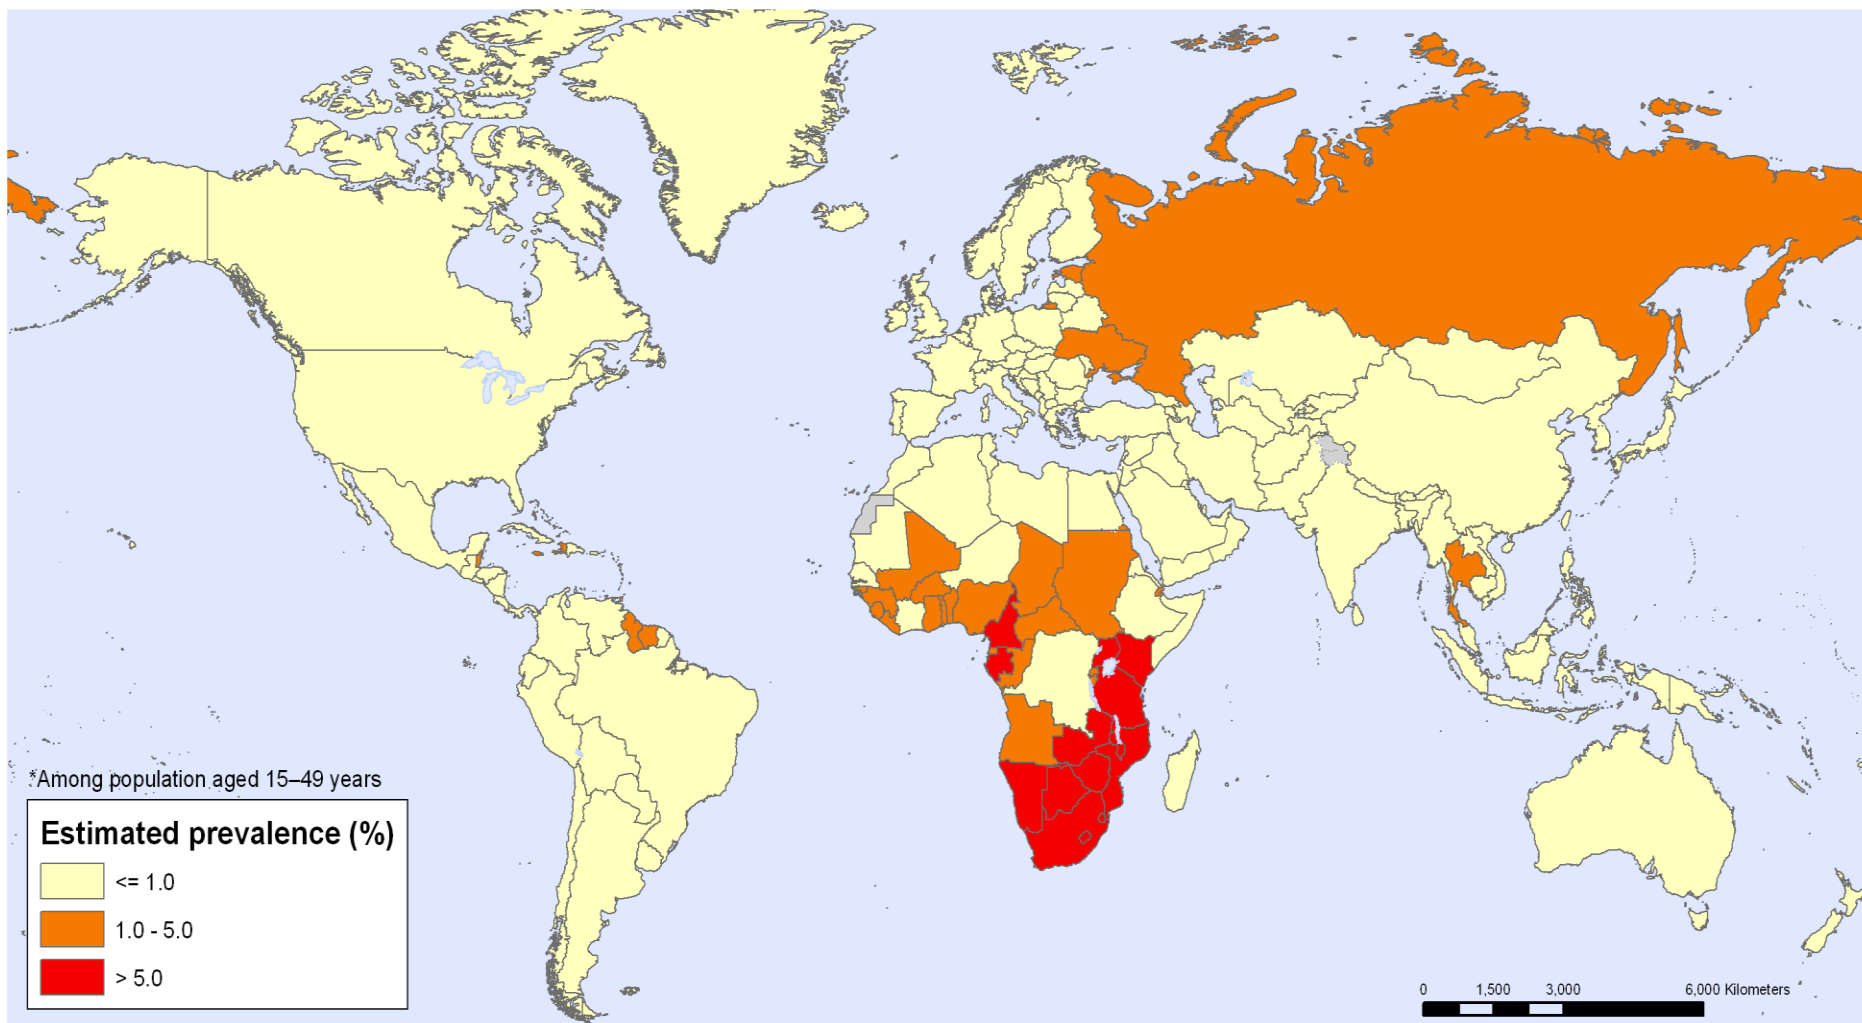 *Among population aged 15–49 years
Estimated prevalence (%)
<= 1.0
1.0 - 5.0
> 5.0
0 1,500 3,000 6,000 Kilometers